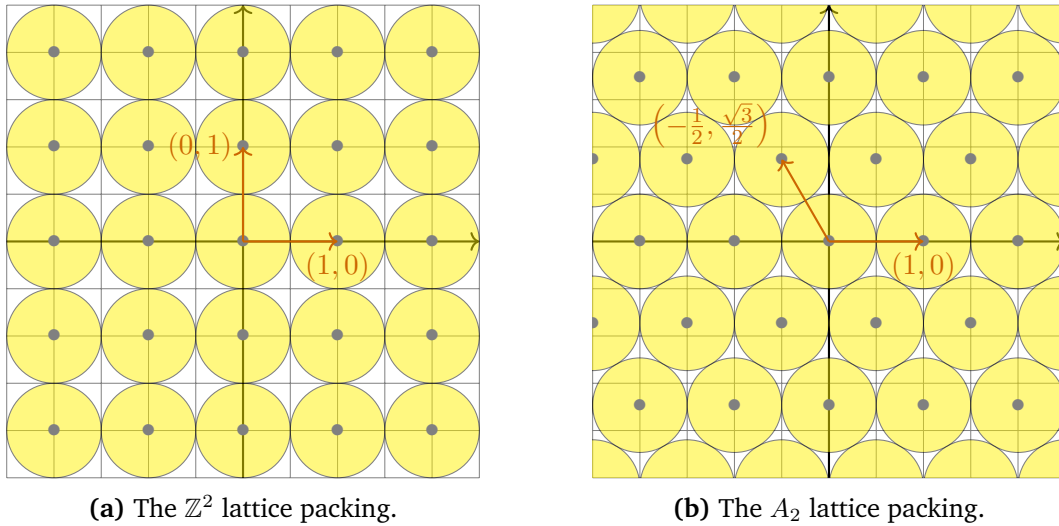 (0, 1)
(1, 0)
(a) The ℤ² lattice packing.
(−1/2, √3/2)
(1, 0)
(b) The A₂ lattice packing.